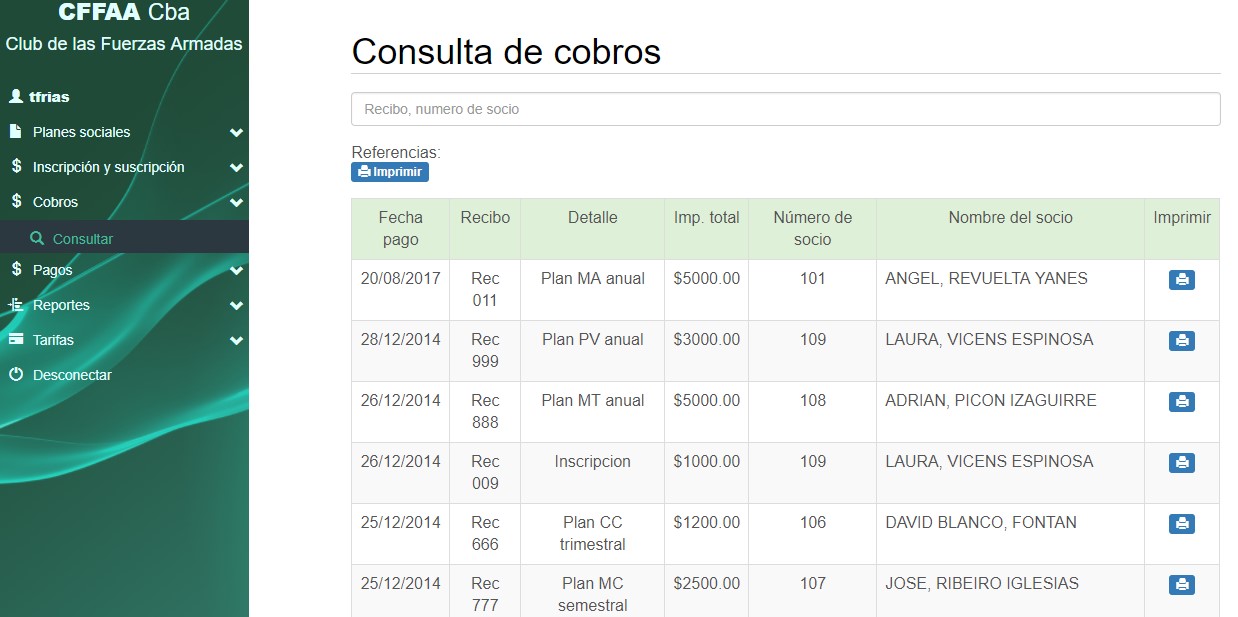 CFFAA Cba
Club de las Fuerzas Armadas
tfrias
Planes sociales
Inscripción y suscripción
Cobros
Consultar
Pagos
Reportes
Tarifas
Desconectar
Consulta de cobros
Recibo, numero de socio
Referencias:
Imprimir
Fecha pago Recibo Detalle Imp. total Número de socio Nombre del socio Imprimir
20/08/2017 Rec 011 Plan MA anual $5000.00 101 ANGEL, REVUELTA YANES
28/12/2014 Rec 999 Plan PV anual $3000.00 109 LAURA, VICENS ESPINOSA
26/12/2014 Rec 888 Plan MT anual $5000.00 108 ADRIAN, PICON IZAGUIRRE
26/12/2014 Rec 009 Inscripcion $1000.00 109 LAURA, VICENS ESPINOSA
25/12/2014 Rec 666 Plan CC trimestral $1200.00 106 DAVID BLANCO, FONTAN
25/12/2014 Rec 777 Plan MC semestral $2500.00 107 JOSE, RIBEIRO IGLESIAS